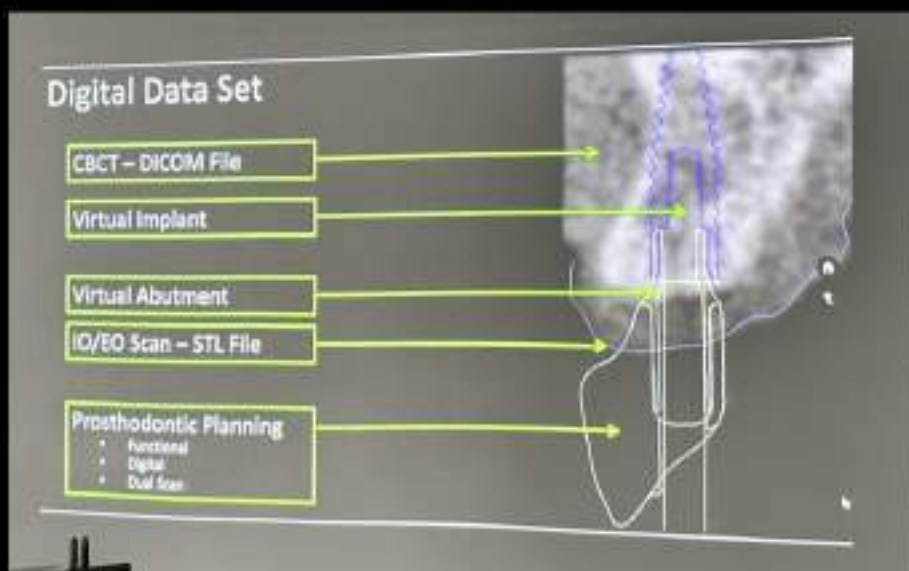 Digital Data Set
CBCT – DICOM File
Virtual Implant
Virtual Abutment
IO/EO Scan – STL File
Prosthodontic Planning
• Functional
• Digital
• Dual Scan